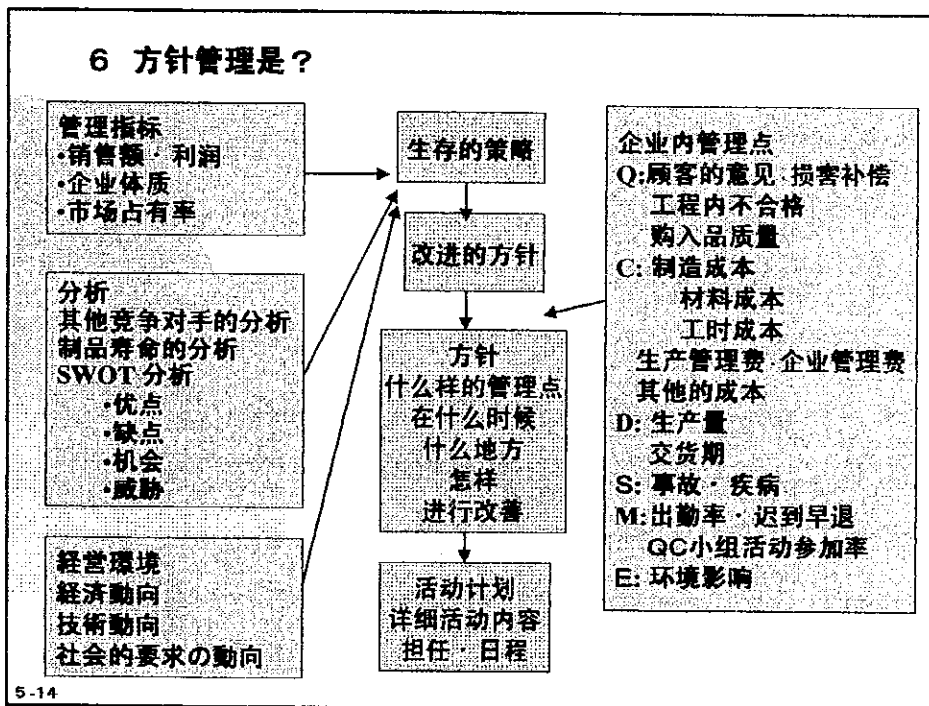 6 方针管理是？
管理指标
·销售额·利润
·企业体质
·市场占有率
分析
其他竞争对手的分析
制品寿命的分析
SWOT 分析
·优点
·缺点
·机会
·威胁
経営環境
経済動向
技術動向
社会的要求の動向
生存的策略
改进的方针
方针
什么样的管理点
在什么时候
什么地方
怎样
进行改善
活动计划
详细活动内容
担任·日程
企业内管理点
Q:顾客的意见·损害补偿
工程内不合格
购入品质量
C: 制造成本
材料成本
工时成本
生产管理费·企业管理费
其他的成本
D: 生产量
交货期
S: 事故·疾病
M:出勤率·迟到早退
QC小组活动参加率
E: 环境影响
5-14